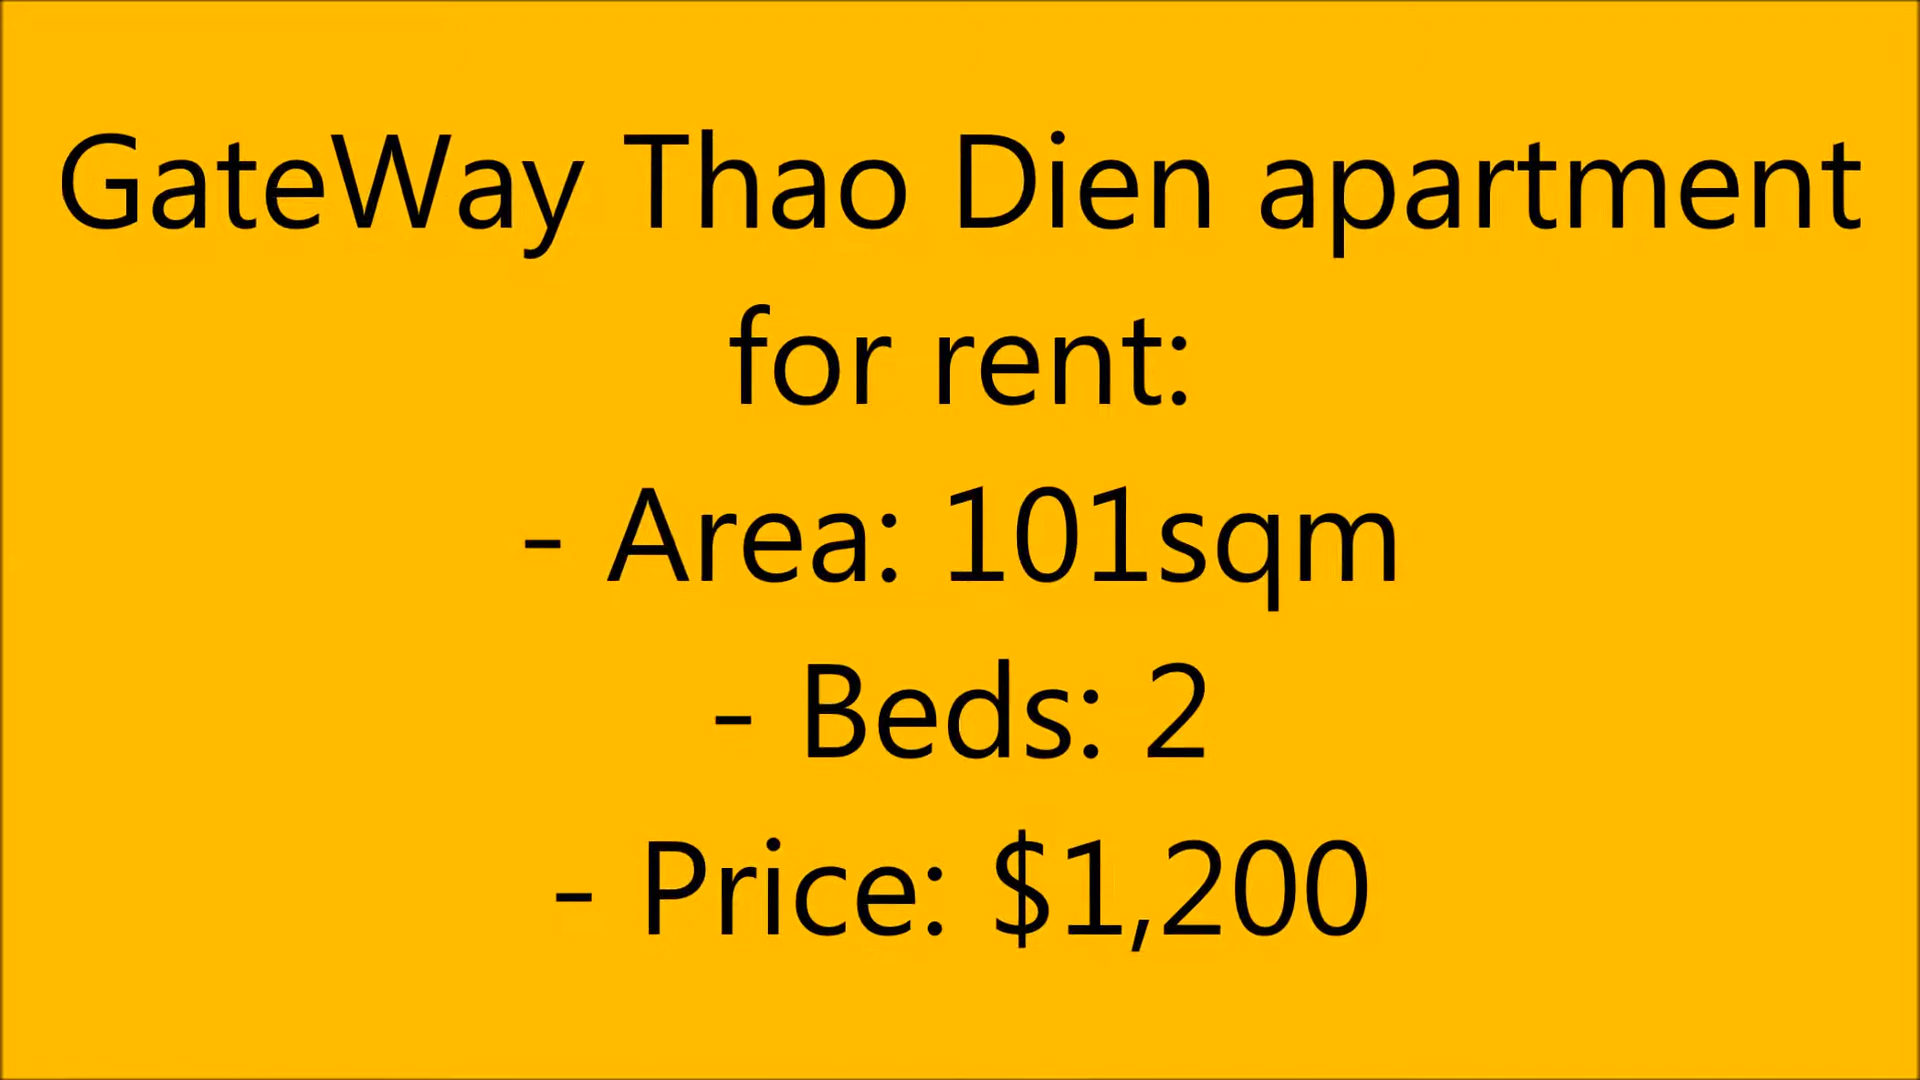 GateWay Thao Dien apartment
for rent:
- Area: 101sqm
- Beds: 2
- Price: $1,200